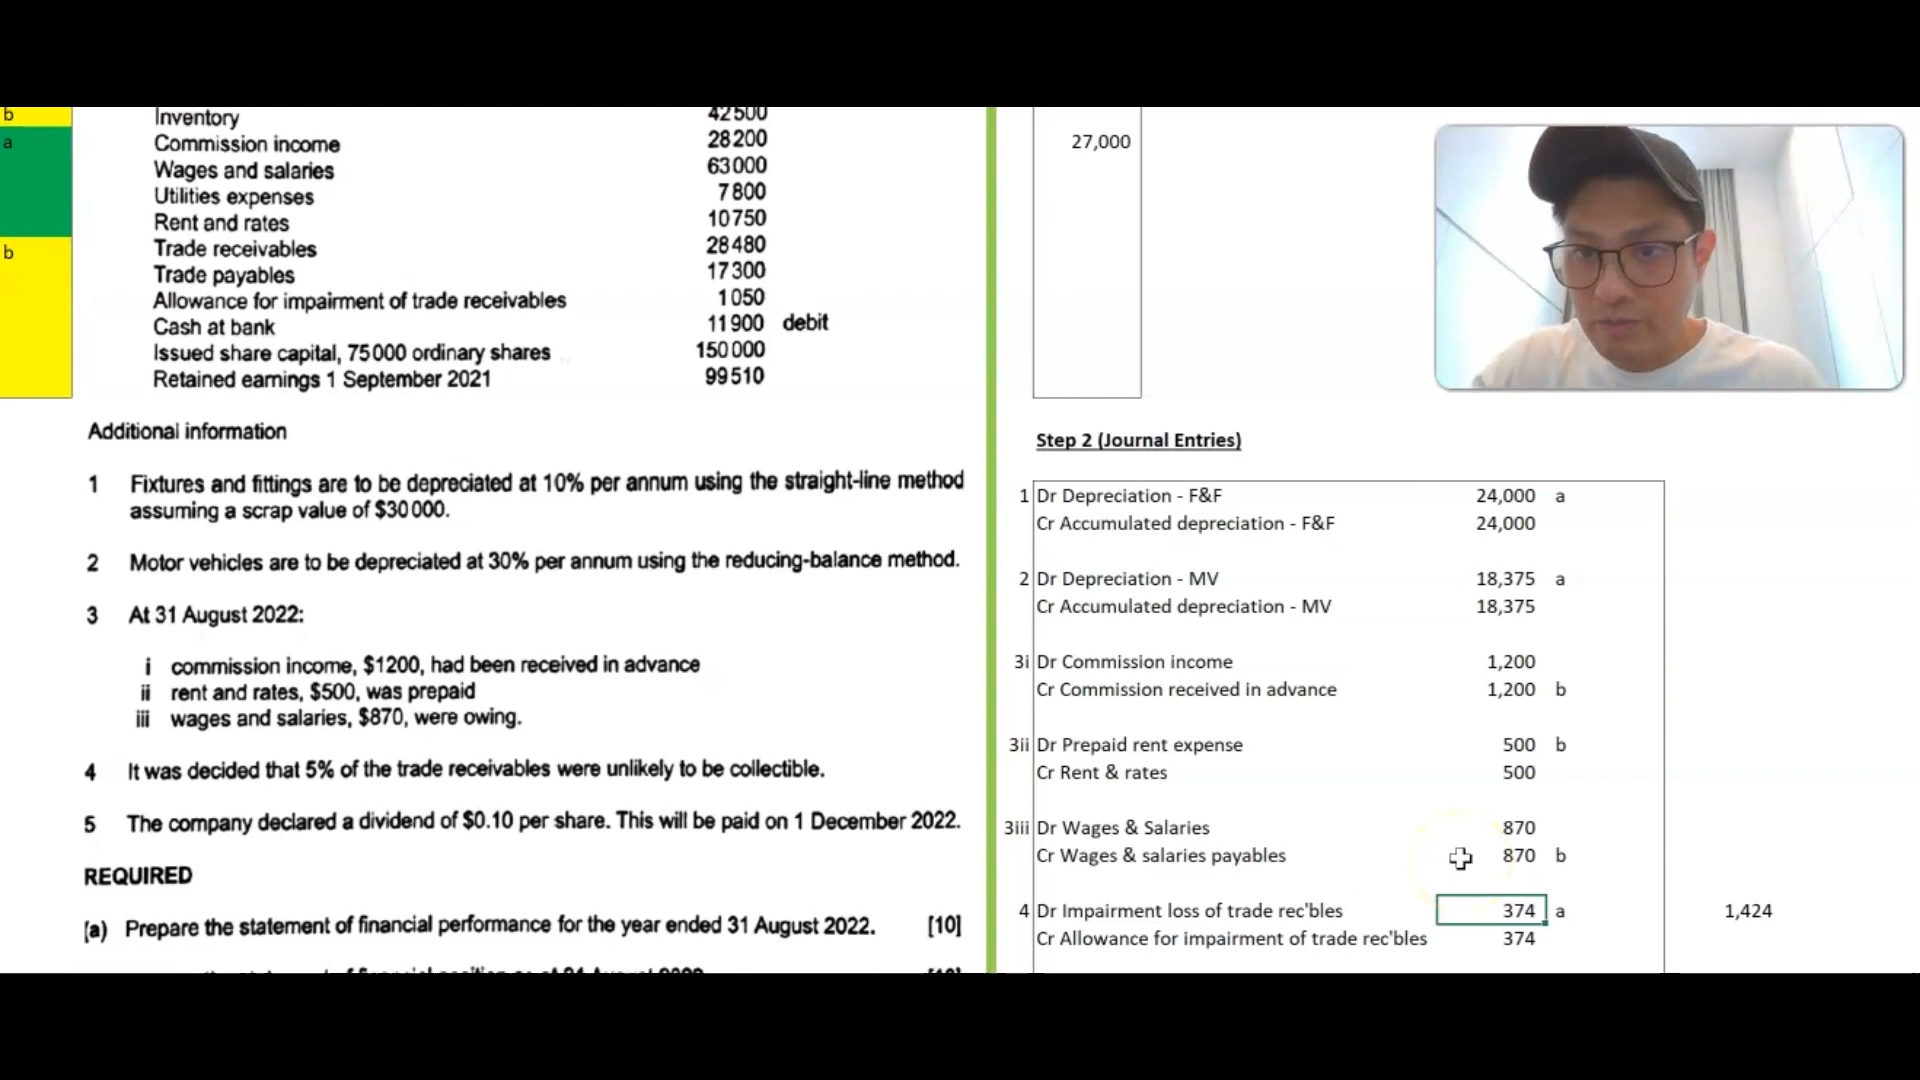 b
a
b
Inventory 42500
Commission income 28200
Wages and salaries 63000
Utilities expenses 7800
Rent and rates 10750
Trade receivables 28480
Trade payables 17300
Allowance for impairment of trade receivables 1050
Cash at bank 11900 debit
Issued share capital, 75000 ordinary shares 150000
Retained earnings 1 September 2021 99510
Additional information
1 Fixtures and fittings are to be depreciated at 10% per annum using the straight-line method
assuming a scrap value of $30000.
2 Motor vehicles are to be depreciated at 30% per annum using the reducing-balance method.
3 At 31 August 2022:
i commission income, $1200, had been received in advance
ii rent and rates, $500, was prepaid
iii wages and salaries, $870, were owing.
4 It was decided that 5% of the trade receivables were unlikely to be collectible.
5 The company declared a dividend of $0.10 per share. This will be paid on 1 December 2022.
REQUIRED
(a) Prepare the statement of financial performance for the year ended 31 August 2022. [10]
27,000
Step 2 (Journal Entries)
1 Dr Depreciation - F&F 24,000 a
Cr Accumulated depreciation - F&F 24,000
2 Dr Depreciation - MV 18,375 a
Cr Accumulated depreciation - MV 18,375
3i Dr Commission income 1,200
Cr Commission received in advance 1,200 b
3ii Dr Prepaid rent expense 500 b
Cr Rent & rates 500
3iii Dr Wages & Salaries 870
Cr Wages & salaries payables 870 b
4 Dr Impairment loss of trade rec'bles 374 a 1,424
Cr Allowance for impairment of trade rec'bles 374